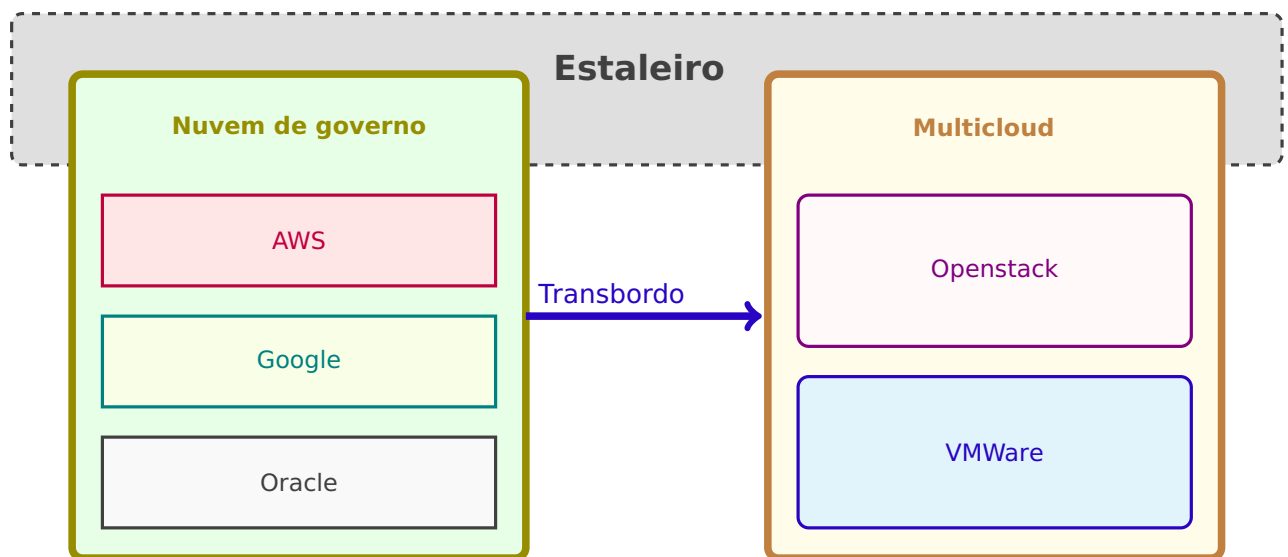 Estaleiro
Nuvem de governo
AWS
Google
Oracle
Transbordo
Multicloud
Openstack
VMWare